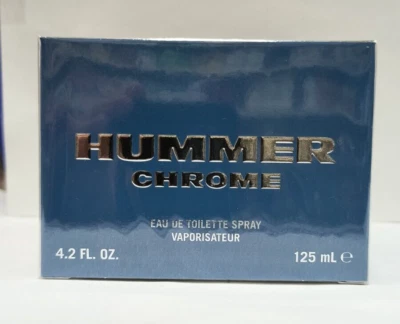 HUMMER
CHROME
EAU DE TOILETTE SPRAY
VAPORISATEUR
4.2 FL. OZ. 125 mL ℮